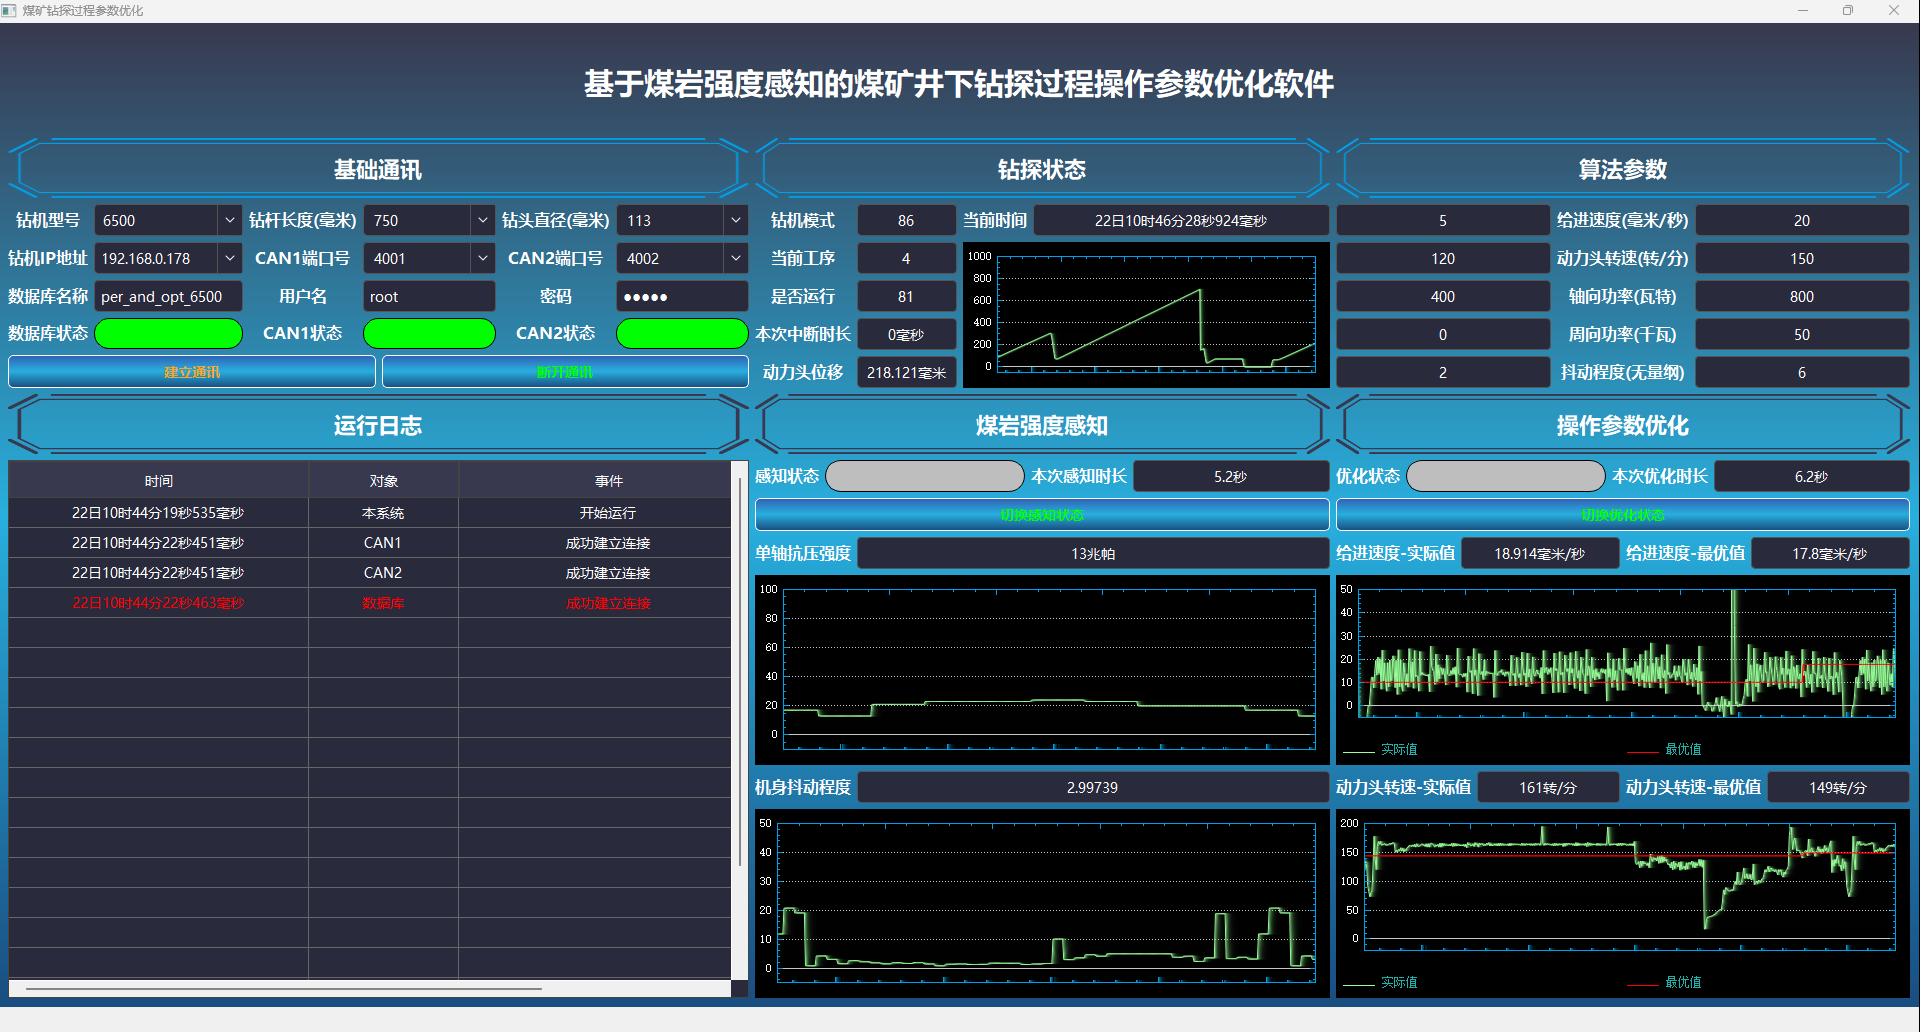 煤矿钻探过程参数优化
基于煤岩强度感知的煤矿井下钻探过程操作参数优化软件
基础通讯
钻机型号 6500 钻杆长度(毫米) 750 钻头直径(毫米) 113
钻机IP地址 192.168.0.178 CAN1端口号 4001 CAN2端口号 4002
数据库名称 per_and_opt_6500 用户名 root 密码 ●●●●●
数据库状态 CAN1状态 CAN2状态
建立通讯 断开通讯
钻探状态
钻机模式 86 当前时间 22日10时46分28秒924毫秒
当前工序 4
是否运行 81
本次中断时长 0毫秒
动力头位移 218.121毫米
1000
800
600
400
200
0
算法参数
5 给进速度(毫米/秒) 20
120 动力头转速(转/分) 150
400 轴向功率(瓦特) 800
0 周向功率(千瓦) 50
2 抖动程度(无量纲) 6
运行日志
时间 对象 事件
22日10时44分19秒535毫秒 本系统 开始运行
22日10时44分22秒451毫秒 CAN1 成功建立连接
22日10时44分22秒451毫秒 CAN2 成功建立连接
22日10时44分22秒463毫秒 数据库 成功建立连接
煤岩强度感知
感知状态 本次感知时长 5.2秒
切换感知状态
单轴抗压强度 13兆帕
100
80
60
40
20
0
机身抖动程度 2.99739
50
40
30
20
10
0
操作参数优化
优化状态 本次优化时长 6.2秒
切换优化状态
给进速度-实际值 18.914毫米/秒 给进速度-最优值 17.8毫米/秒
50
40
30
20
10
0
实际值 最优值
动力头转速-实际值 161转/分 动力头转速-最优值 149转/分
200
150
100
50
0
实际值 最优值